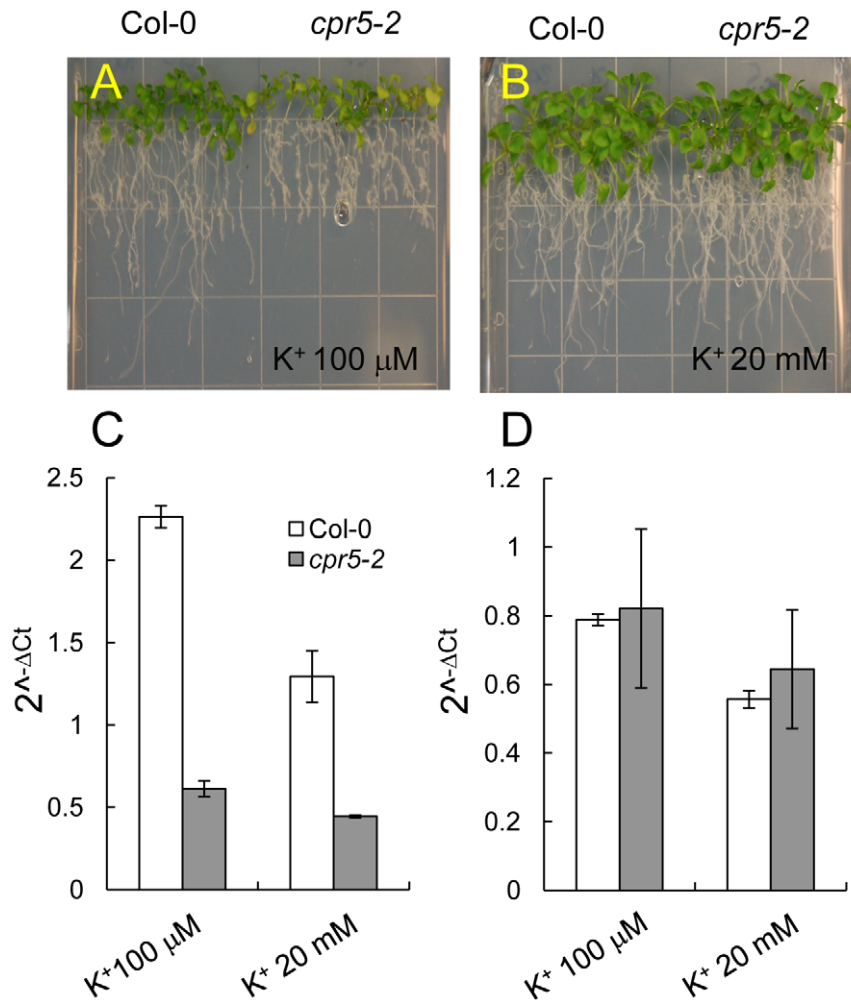 Col-0 cpr5-2 Col-0 cpr5-2
A B
K⁺ 100 μM K⁺ 20 mM
C D
2.5
2
1.5
1
0.5
0
2^-ΔCt
Col-0
cpr5-2
K⁺100 μM K⁺ 20 mM
1.2
1
0.8
0.6
0.4
0.2
0
2^-ΔCt
K⁺ 100 μM K⁺ 20 mM